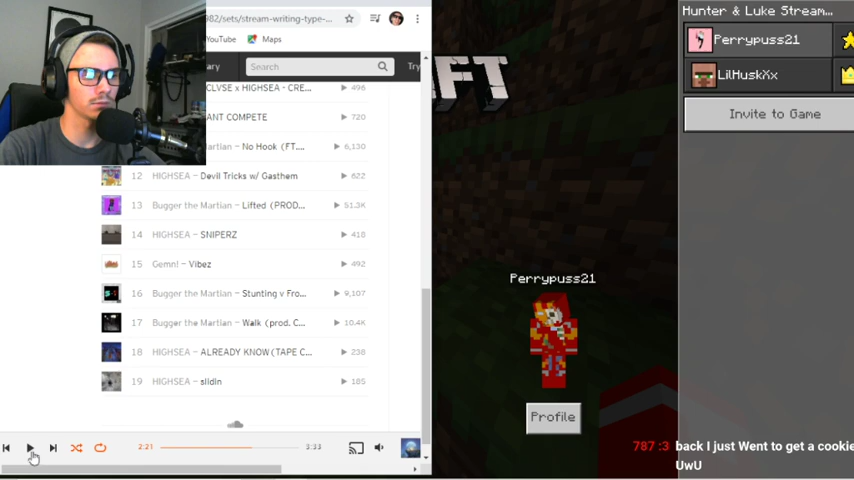 982/sets/stream-writing-type-
Hunter & Luke Stream...
YouTube Maps
Perrypuss21
ary Search Try
LilHuskXx
CLVSE x HIGHSEA - CRE... 496
Invite to Game
ANT COMPETE 720
artian – No Hook (FT.... 6,130
12 HIGHSEA – Devil Tricks w/ Gasthem 622
13 Bugger the Martian – Lifted (PROD... 51.3K
14 HIGHSEA – SNIPERZ 418
15 Gemn! – Vibez 492
Perrypuss21
16 Bugger the Martian – Stunting v Fro... 9,107
17 Bugger the Martian – Walk (prod. C... 10.4K
18 HIGHSEA – ALREADY KNOW(TAPE C... 238
19 HIGHSEA – slidin 185
Profile
2:21 3:33
787 :3 back I just Went to get a cookie
UwU